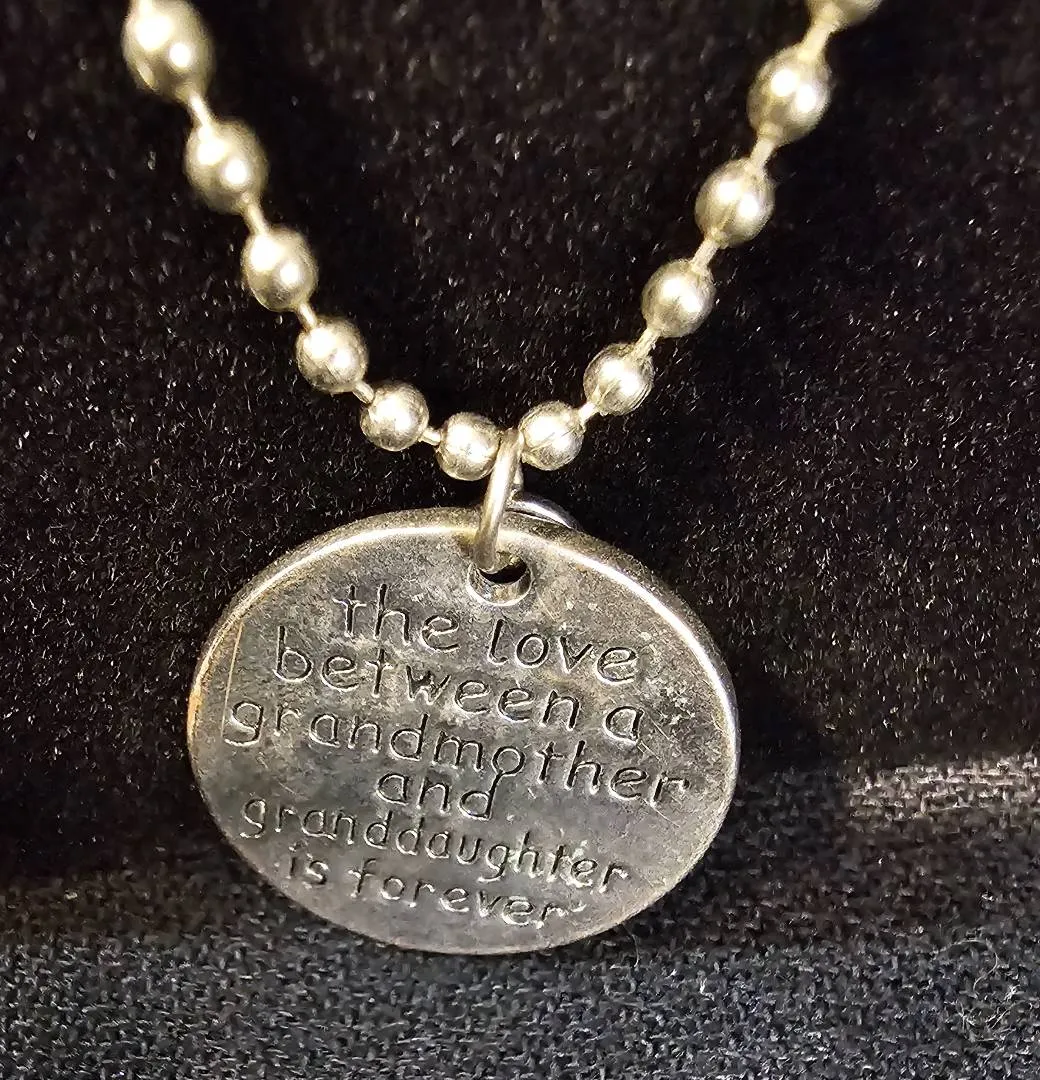 the love
between a
grandmother
and
granddaughter
is forever